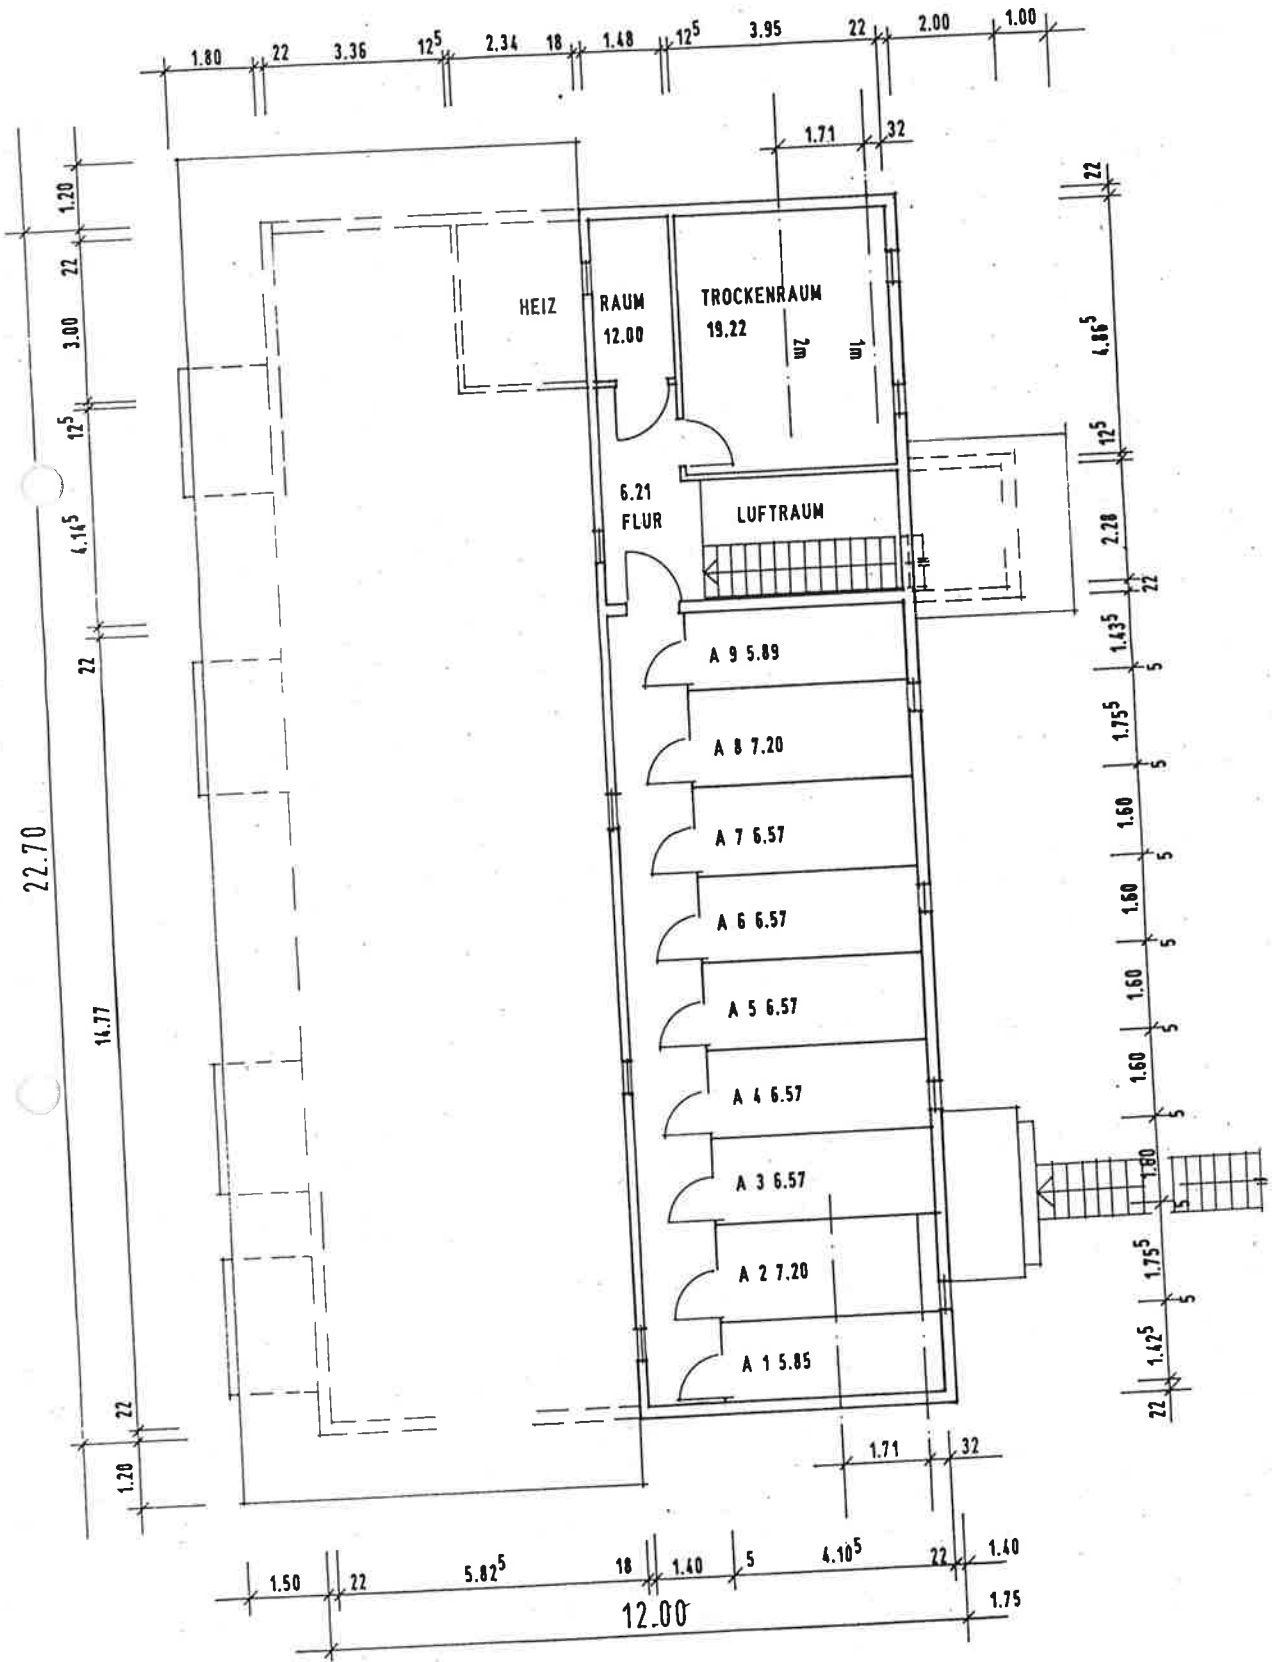 1.80 22 3.36 12⁵ 2.34 18 1.48 12⁵ 3.95 22 2.00 1.00
1.71 32
22
4.86⁵
12⁵
2.28
22
1.43⁵
5
1.75⁵
5
1.60
5
1.60
5
1.60
5
1.60
5
1.60
5
1.75⁵
5
1.42⁵
22
1.20
22
3.00
12⁵
4.14⁵
22
14.77
22
1.20
22.70
HEIZ RAUM
12.00
TROCKENRAUM
19.22
2m
1m
6.21
FLUR
LUFTRAUM
A 9 5.89
A 8 7.20
A 7 6.57
A 6 6.57
A 5 6.57
A 4 6.57
A 3 6.57
A 2 7.20
A 1 5.85
1.71 32
1.50 22 5.82⁵ 18 1.40 5 4.10⁵ 22 1.40
12.00 1.75